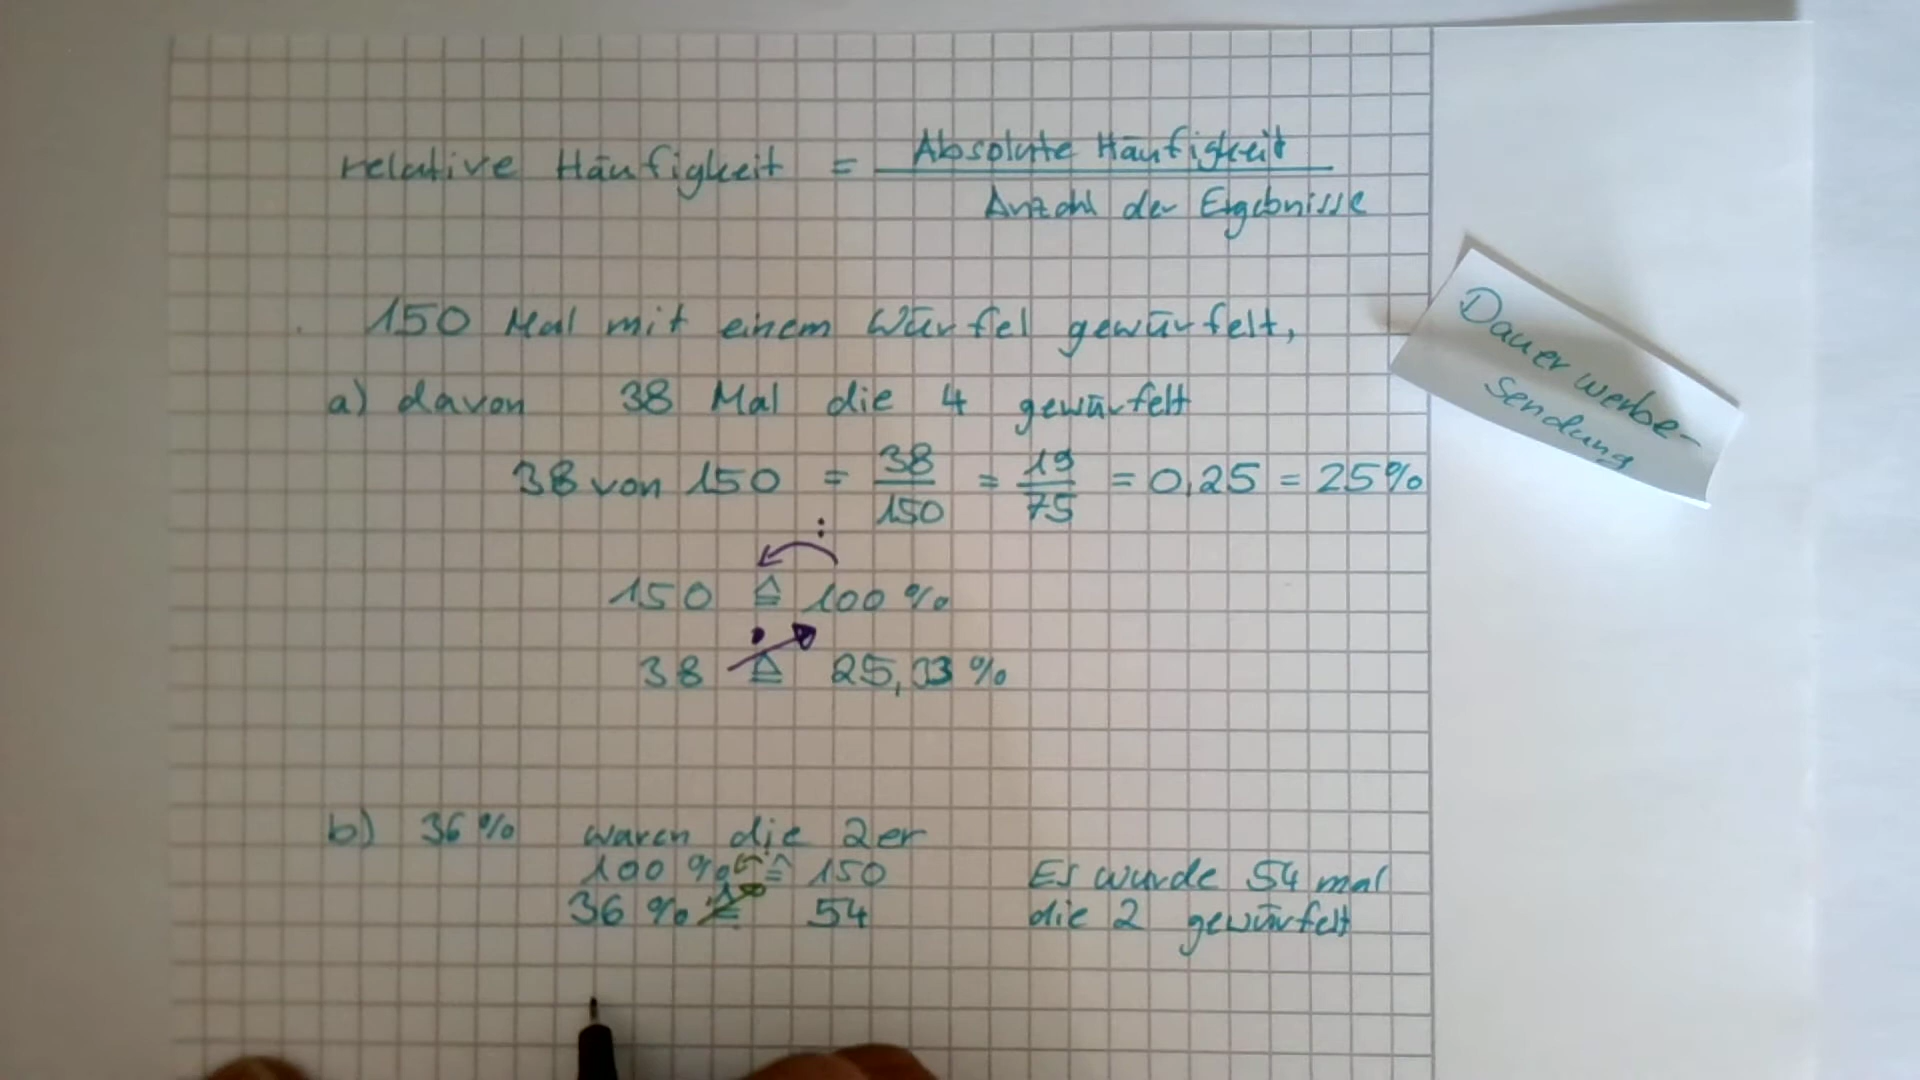 relative Häufigkeit = Absolute Häufigkeit / Anzahl der Ergebnisse
150 Mal mit einem Würfel gewürfelt,
a) davon 38 Mal die 4 gewürfelt
38 von 150 = 38/150 = 19/75 = 0,25 = 25%
:
150 ≙ 100 %
·
38 ≙ 25,33 %
b) 36 % waren die 2er
100 % ≙ 150
36 % ≙ 54
Es wurde 54 mal
die 2 gewürfelt
Dauer werbe-
sendung